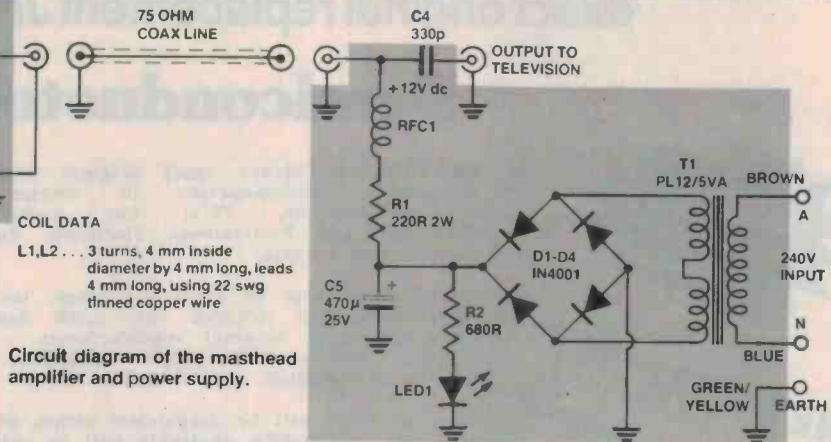 75 OHM
COAX LINE
C4
330p
OUTPUT TO
TELEVISION
+12V dc
RFC1
R1
220R 2W
C5
470µ
25V
+
R2
680R
LED1
D1-D4
IN4001
T1
PL12/5VA
BROWN
A
240V
INPUT
N
BLUE
GREEN/
YELLOW
EARTH
COIL DATA
L1,L2 ... 3 turns, 4 mm inside
diameter by 4 mm long, leads
4 mm long, using 22 swg
tinned copper wire
Circuit diagram of the masthead
amplifier and power supply.